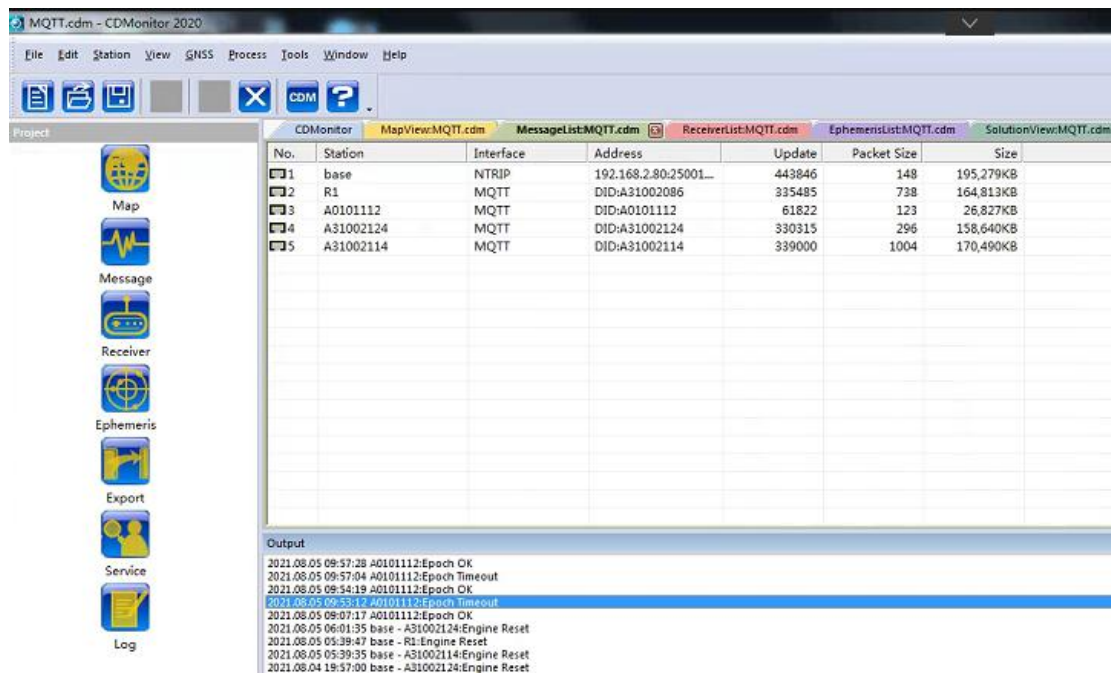 MQTT.cdm - CDMonitor 2020
File Edit Station View GNSS Process Tools Window Help
CDM ?
Project
CDMonitor MapView:MQTT.cdm MessageList:MQTT.cdm ReceiverList:MQTT.cdm EphemerisList:MQTT.cdm SolutionView:MQTT.cdm
No. Station Interface Address Update Packet Size Size
1 base NTRIP 192.168.2.80:25001... 443846 148 195,279KB
2 R1 MQTT DID:A31002086 335485 738 164,813KB
3 A0101112 MQTT DID:A0101112 61822 123 26,827KB
4 A31002124 MQTT DID:A31002124 330315 296 158,640KB
5 A31002114 MQTT DID:A31002114 339000 1004 170,490KB
Map
Message
Receiver
Ephemeris
Export
Service
Log
Output
2021.08.05 09:57:28 A0101112:Epoch OK
2021.08.05 09:57:04 A0101112:Epoch Timeout
2021.08.05 09:54:19 A0101112:Epoch OK
2021.08.05 09:53:12 A0101112:Epoch Timeout
2021.08.05 09:07:17 A0101112:Epoch OK
2021.08.05 06:01:35 base - A31002124:Engine Reset
2021.08.05 05:39:47 base - R1:Engine Reset
2021.08.05 05:39:35 base - A31002114:Engine Reset
2021.08.04 19:57:00 base - A31002124:Engine Reset